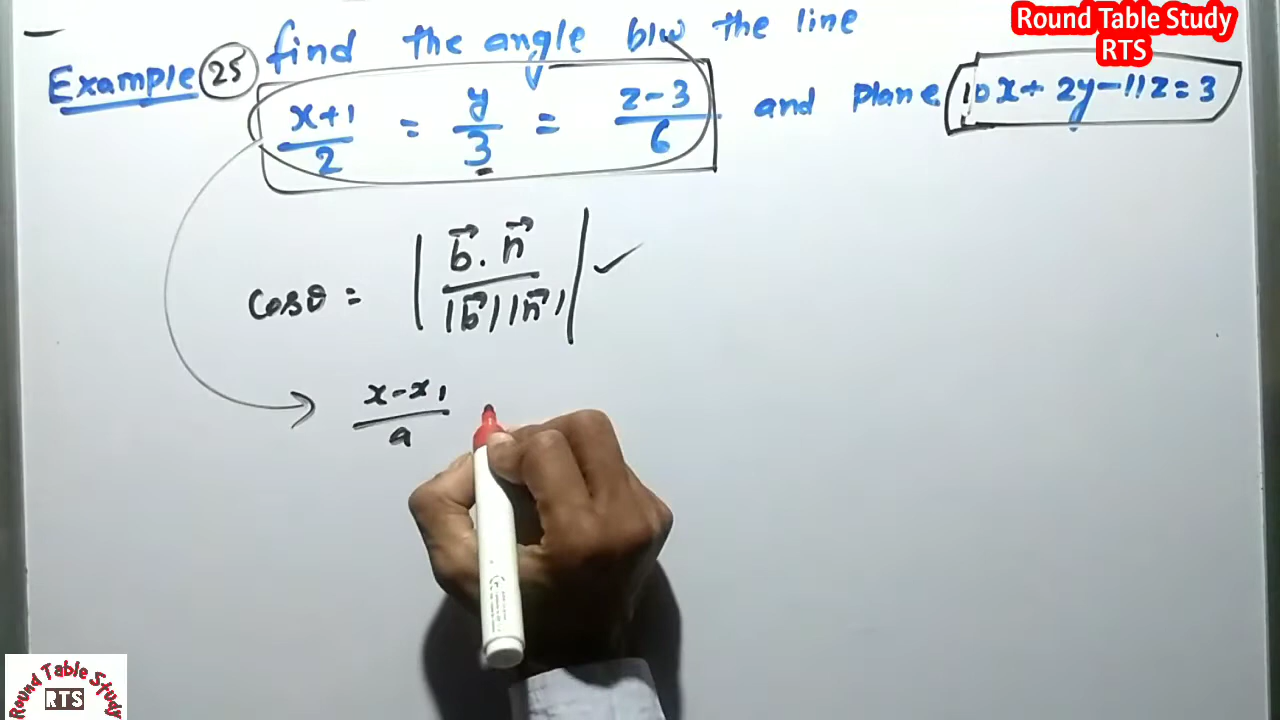 Round Table Study
RTS
Example 25 find the angle b/w the line
x+1/2 = y/3 = z-3/6 and plane 10x+2y-11z=3
cosθ = |b⃗.n⃗/|b⃗||n⃗|| ✓
x-x₁/a
Round Table Study
RTS